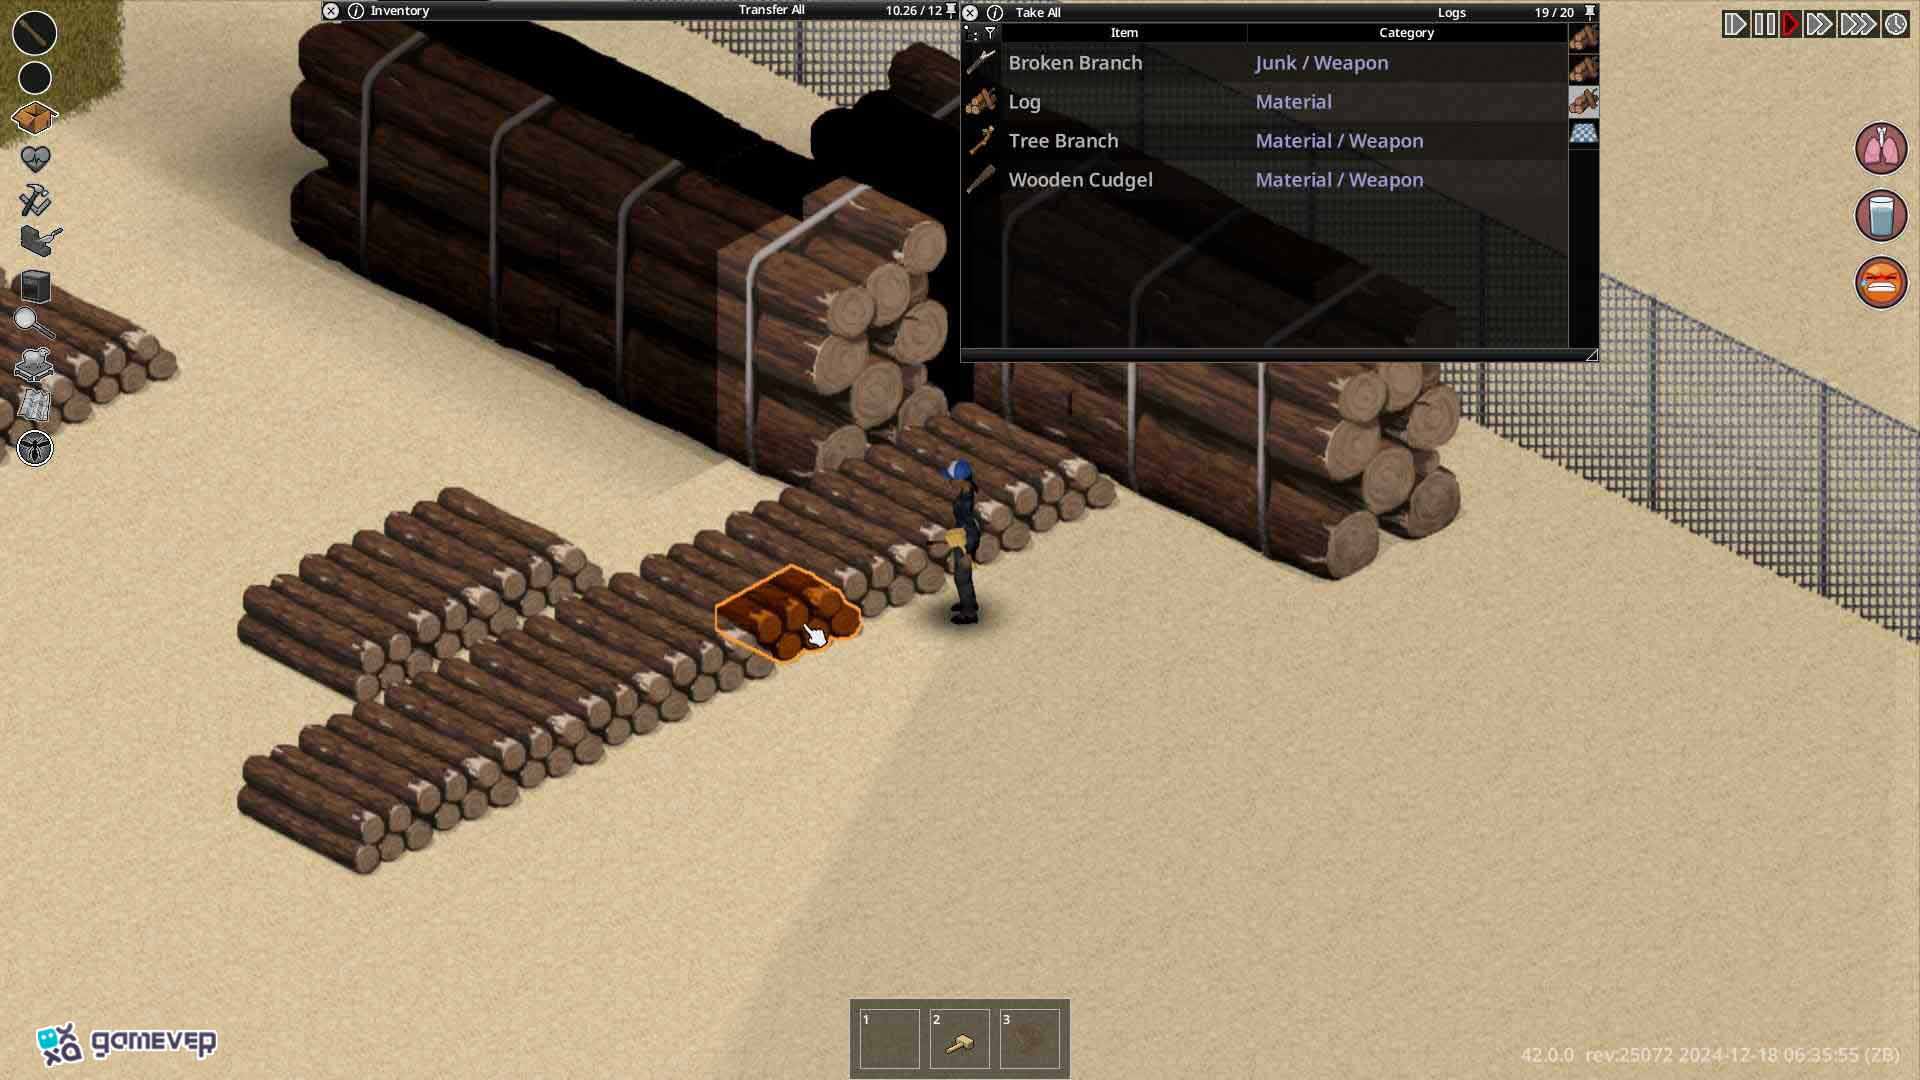 Inventory Transfer All 10.26 / 12
Take All Logs 19 / 20
Item Category
Broken Branch Junk / Weapon
Log Material
Tree Branch Material / Weapon
Wooden Cudgel Material / Weapon
1 2 3
GAMEVEP
42.0.0 rev:25072 2024-12-18 06:35:55 (ZB)